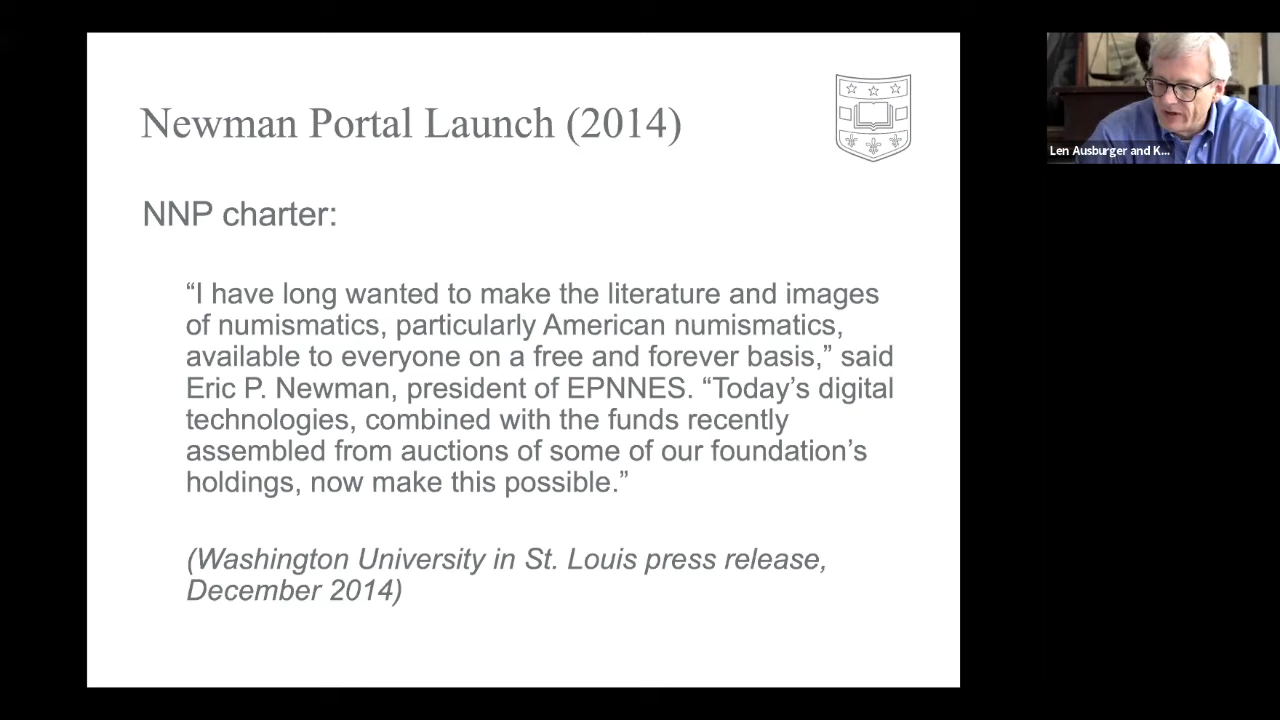 Newman Portal Launch (2014)
NNP charter:
“I have long wanted to make the literature and images
of numismatics, particularly American numismatics,
available to everyone on a free and forever basis,” said
Eric P. Newman, president of EPNNES. “Today’s digital
technologies, combined with the funds recently
assembled from auctions of some of our foundation’s
holdings, now make this possible.”
(Washington University in St. Louis press release,
December 2014)
Len Ausburger and K...